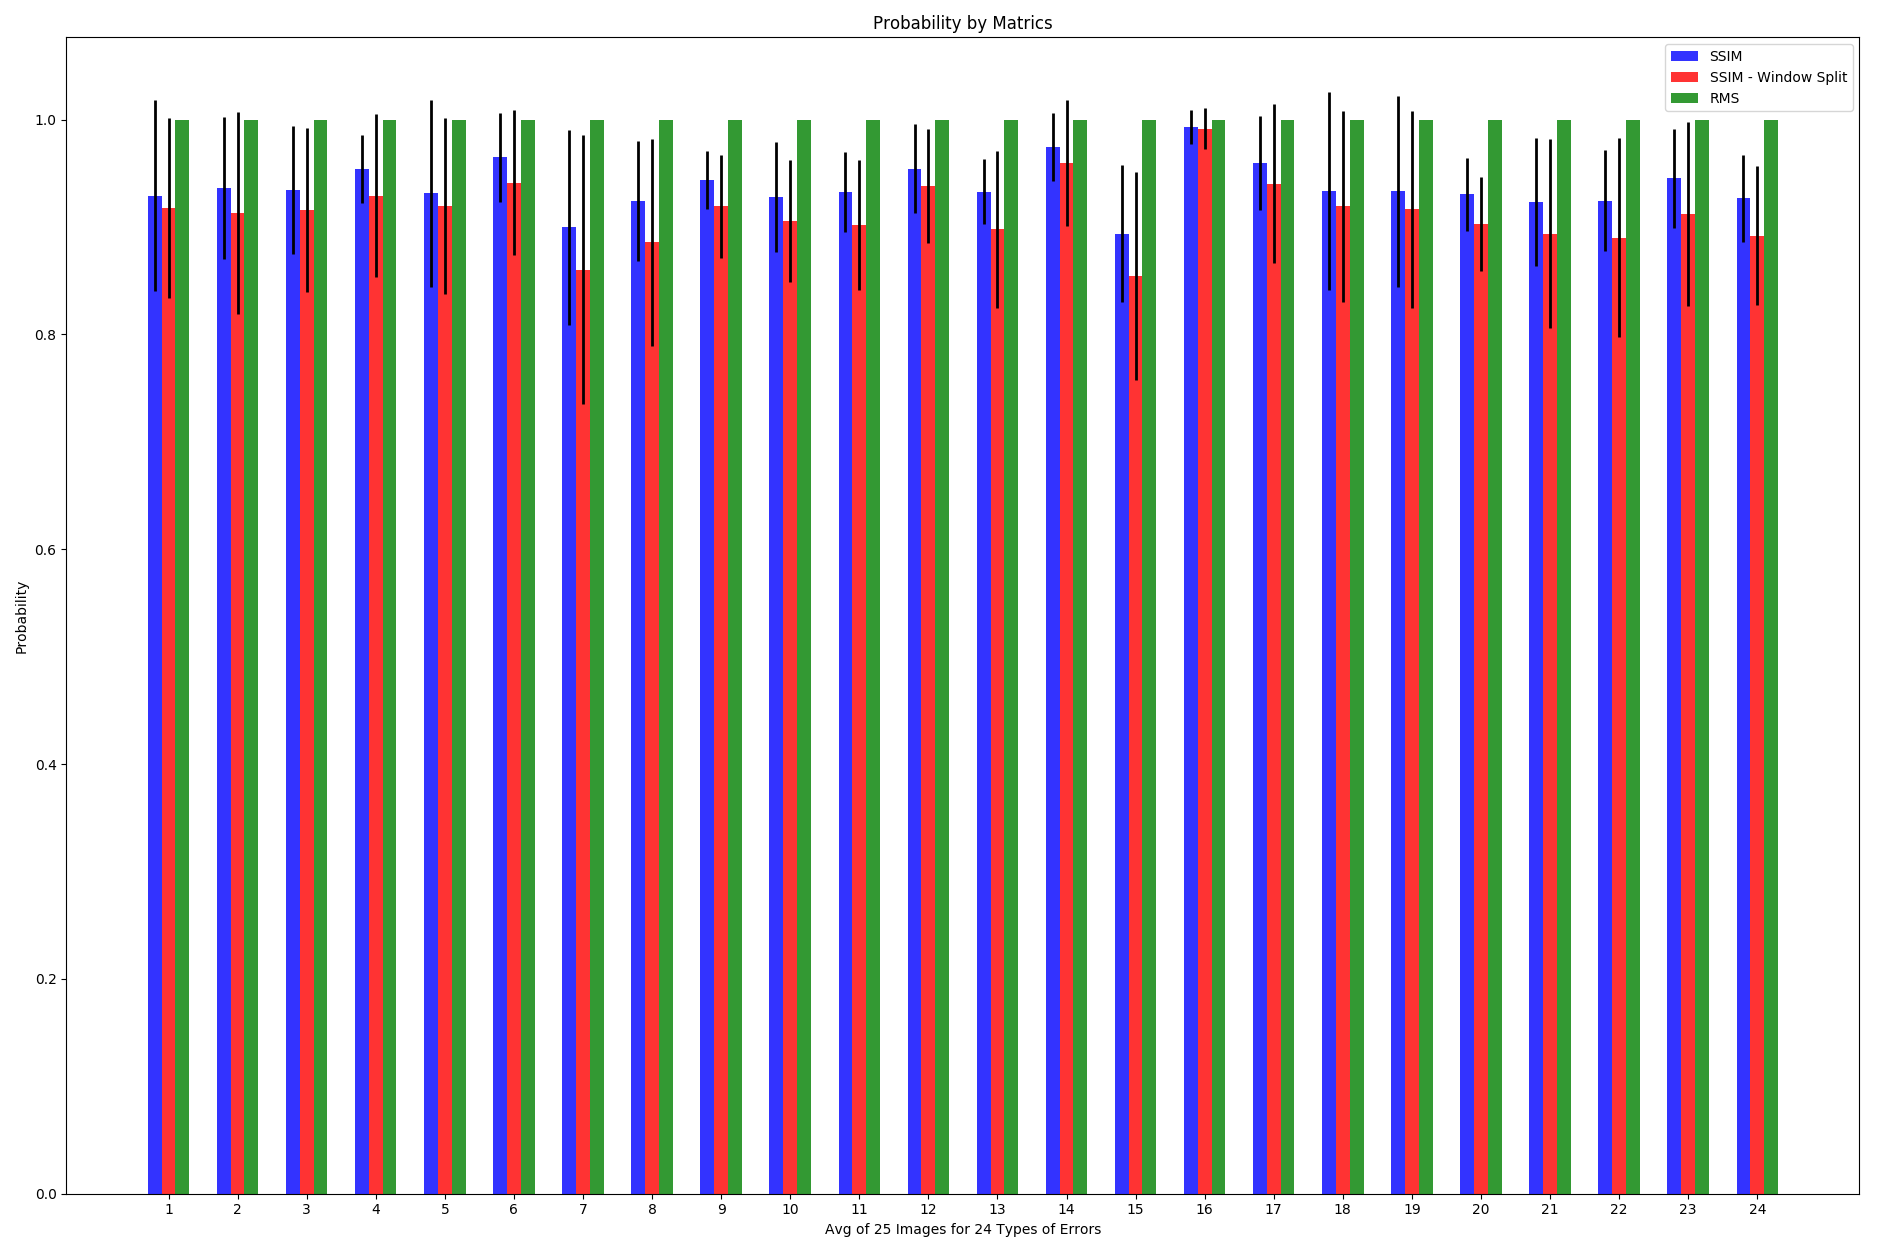 Probability by Matrics
SSIM
SSIM - Window Split
RMS
1.0
0.8
0.6
0.4
0.2
0.0
Probability
1 2 3 4 5 6 7 8 9 10 11 12 13 14 15 16 17 18 19 20 21 22 23 24
Avg of 25 Images for 24 Types of Errors